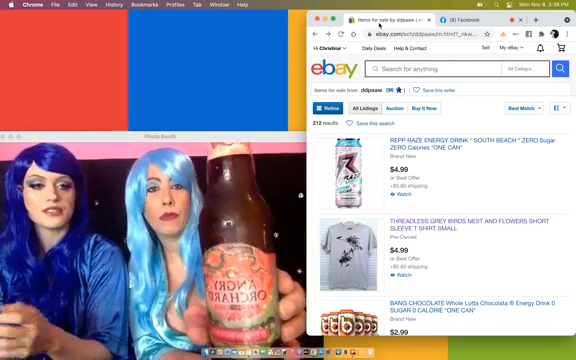 Chrome File Edit View History Bookmarks Profiles Tab Window Help
Mon Nov 8 3:38 PM
Items for sale by ddpaaw | e
(6) Facebook
ebay.com/sch/ddpaaw/m.html?_nkw...
Hi Christina!
Daily Deals
Help & Contact
Sell
My eBay
ebay
Search for anything
All Categor...
Items for sale from ddpaaw (96
Save this seller
Refine
All Listings
Auction
Buy It Now
Best Match
212 results
Save this search
REPP RAZE ENERGY DRINK * SOUTH BEACH * ZERO Sugar
ZERO Calories *ONE CAN*
Brand New
$4.99
or Best Offer
+$5.80 shipping
Watch
THREADLESS GREY BIRDS NEST AND FLOWERS SHORT
SLEEVE T SHIRT SMALL
Pre-Owned
$4.99
or Best Offer
+$5.80 shipping
Watch
BANG CHOCOLATE Whole Lotta Chocolata ® Energy Drink 0
SUGAR 0 CALORIE *ONE CAN*
Brand New
$2.99
Photo Booth
ANGRY
ORCHARD
RAZE